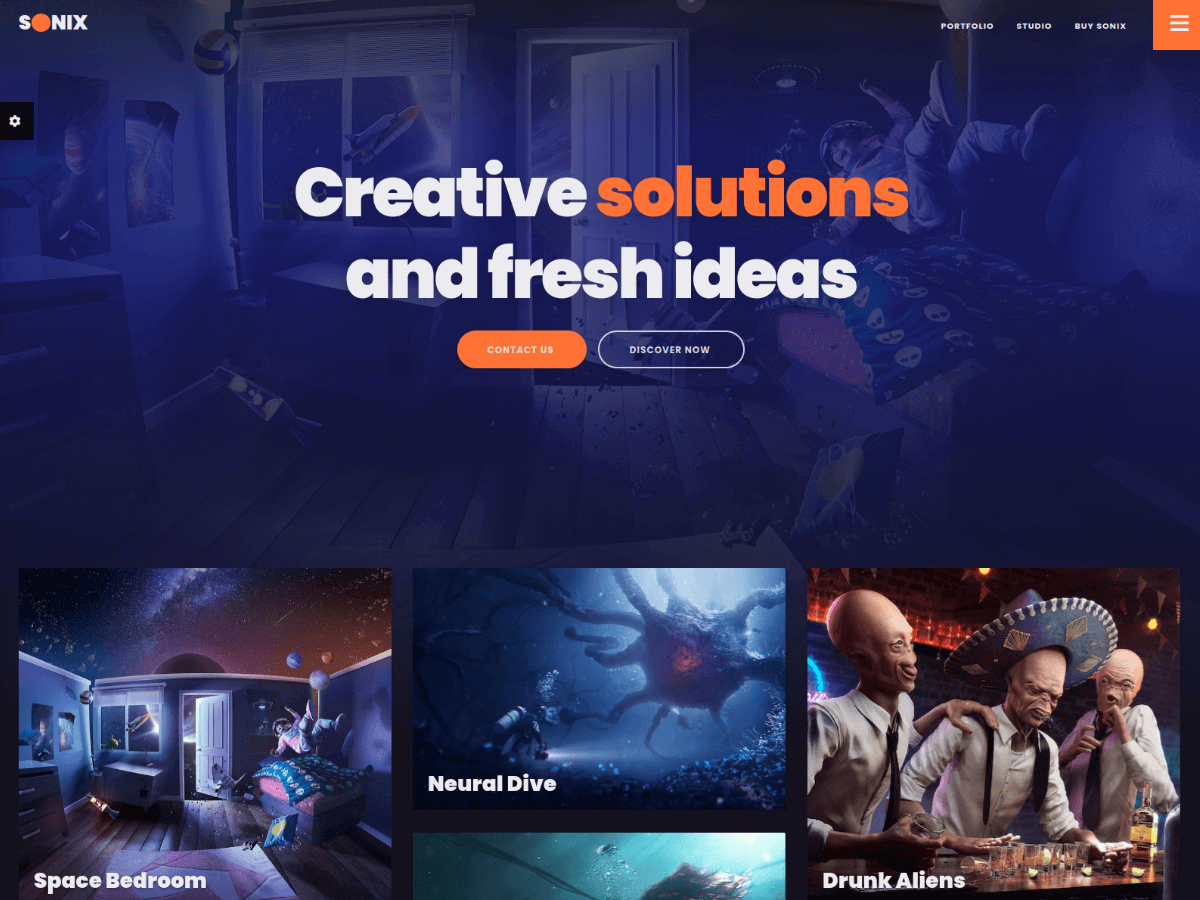 SONIX
PORTFOLIO
STUDIO
BUY SONIX
Creative solutions
and fresh ideas
CONTACT US
DISCOVER NOW
Neural Dive
Space Bedroom
Drunk Aliens